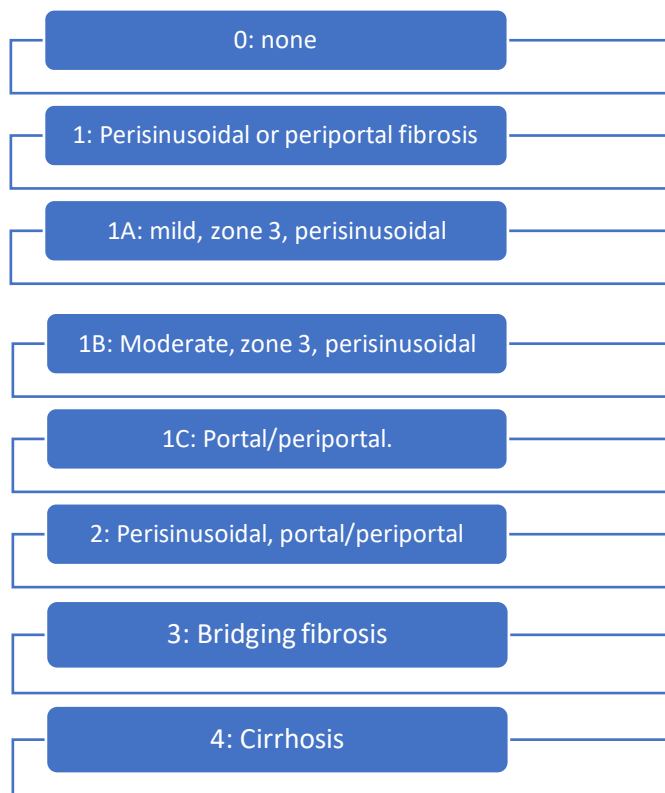 0: none
1: Perisinusoidal or periportal fibrosis
1A: mild, zone 3, perisinusoidal
1B: Moderate, zone 3, perisinusoidal
1C: Portal/periportal.
2: Perisinusoidal, portal/periportal
3: Bridging fibrosis
4: Cirrhosis